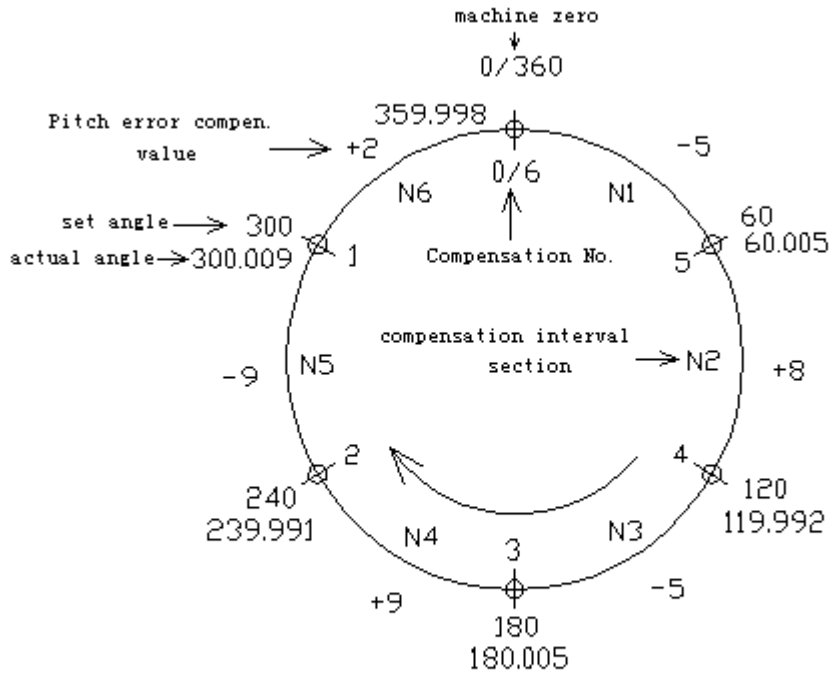 machine zero
0/360
359.998
Pitch error compen.
value
+2
-5
0/6
N6
N1
set angle
300
60
actual angle
300.009
1
Compensation No.
5
60.005
compensation interval
section
-9
N5
N2
+8
2
4
240
120
239.991
119.992
N4
3
N3
+9
-5
180
180.005